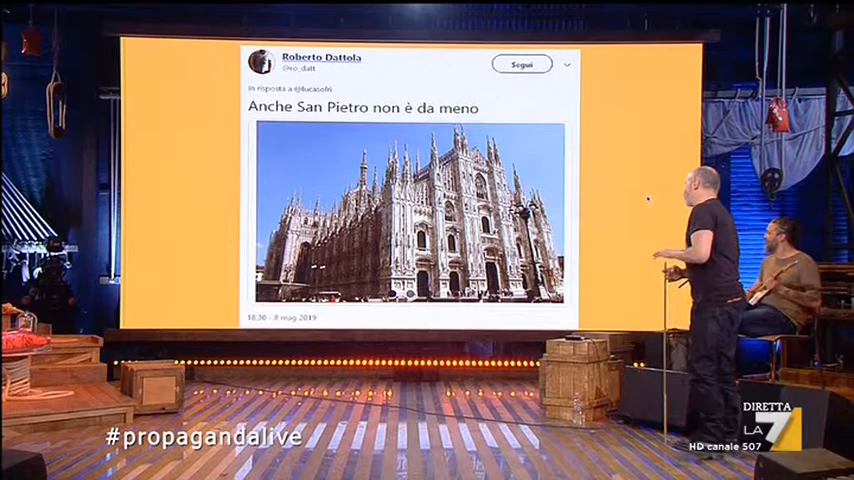 Roberto Dattola
@ro_datt
Segui
In risposta a @lucasofri
Anche San Pietro non è da meno
18:30 - 8 mag 2019
#propagandalive
DIRETTA
LA 7
HD canale 507